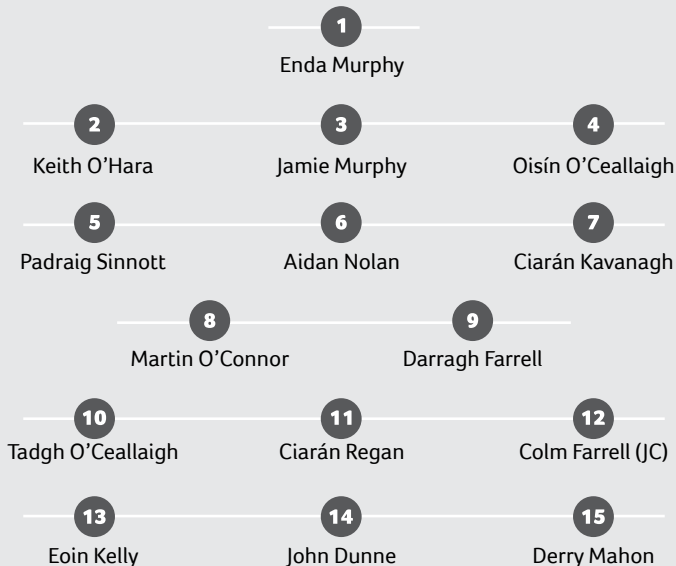 1
Enda Murphy
2 3 4
Keith O’Hara Jamie Murphy Oisín O’Ceallaigh
5 6 7
Padraig Sinnott Aidan Nolan Ciarán Kavanagh
8 9
Martin O’Connor Darragh Farrell
10 11 12
Tadgh O’Ceallaigh Ciarán Regan Colm Farrell (JC)
13 14 15
Eoin Kelly John Dunne Derry Mahon